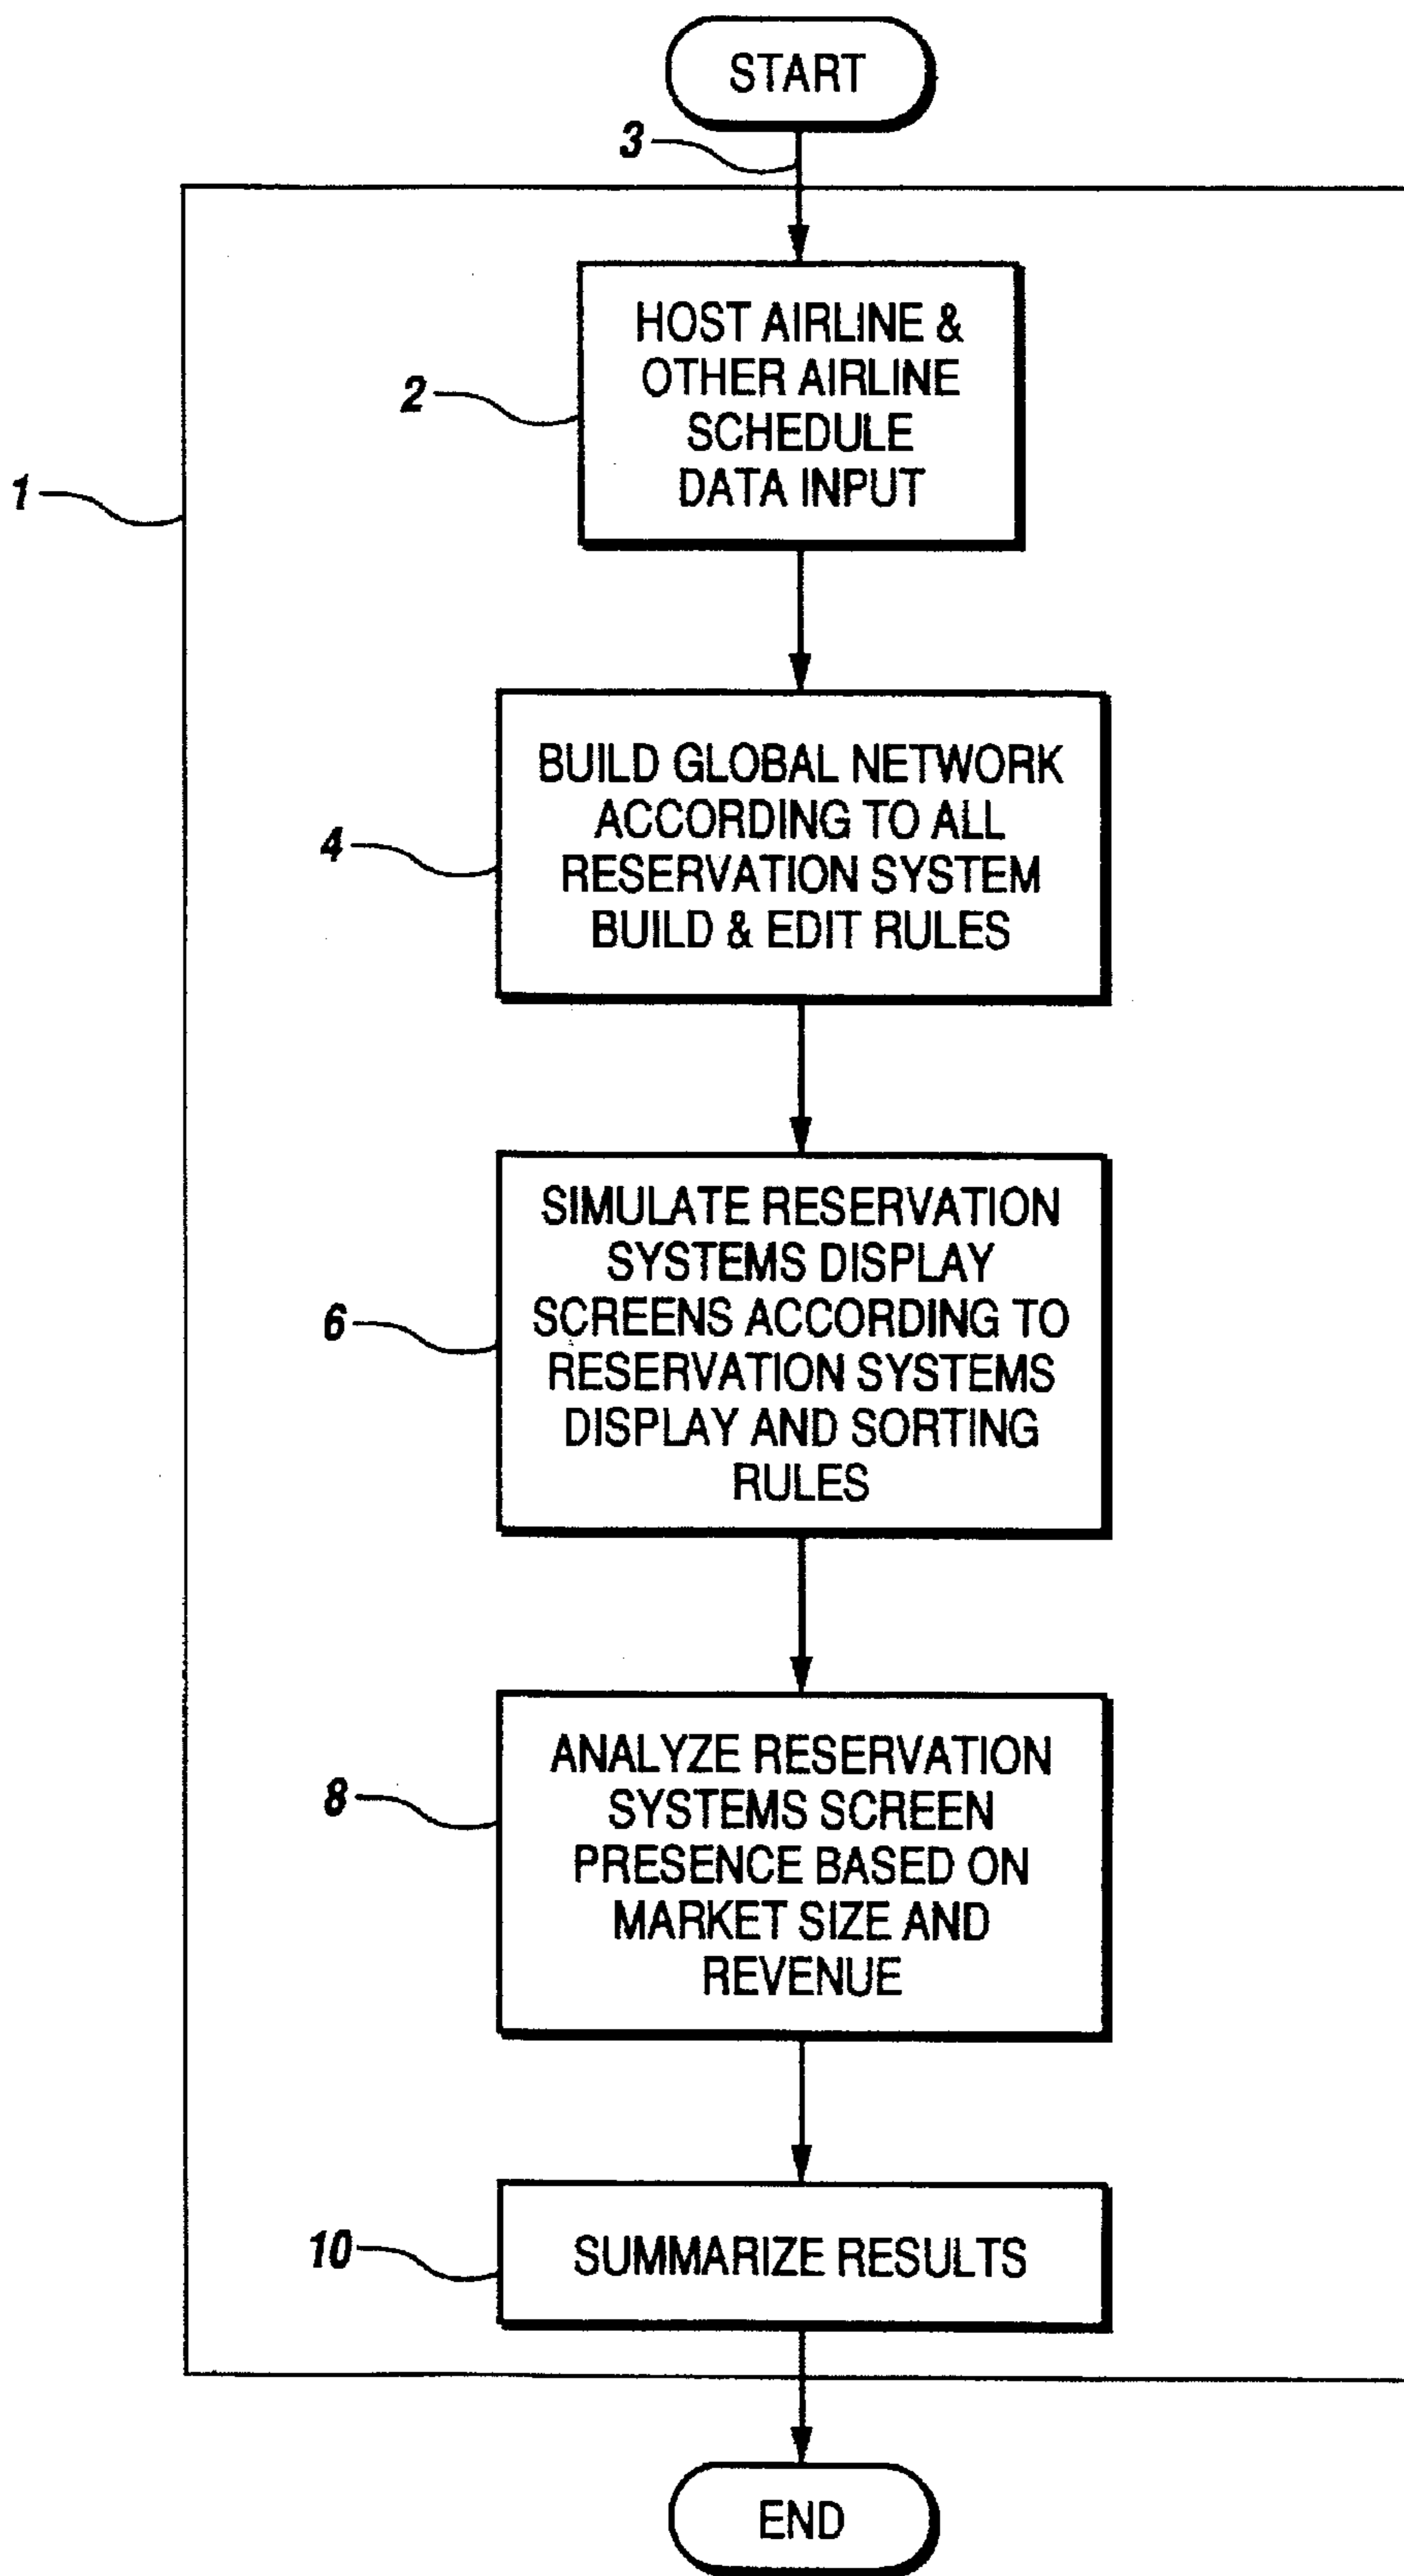 START
3
HOST AIRLINE &
OTHER AIRLINE
SCHEDULE
DATA INPUT
2
1
BUILD GLOBAL NETWORK
ACCORDING TO ALL
RESERVATION SYSTEM
BUILD & EDIT RULES
4
SIMULATE RESERVATION
SYSTEMS DISPLAY
SCREENS ACCORDING TO
RESERVATION SYSTEMS
DISPLAY AND SORTING
RULES
6
ANALYZE RESERVATION
SYSTEMS SCREEN
PRESENCE BASED ON
MARKET SIZE AND
REVENUE
8
SUMMARIZE RESULTS
10
END